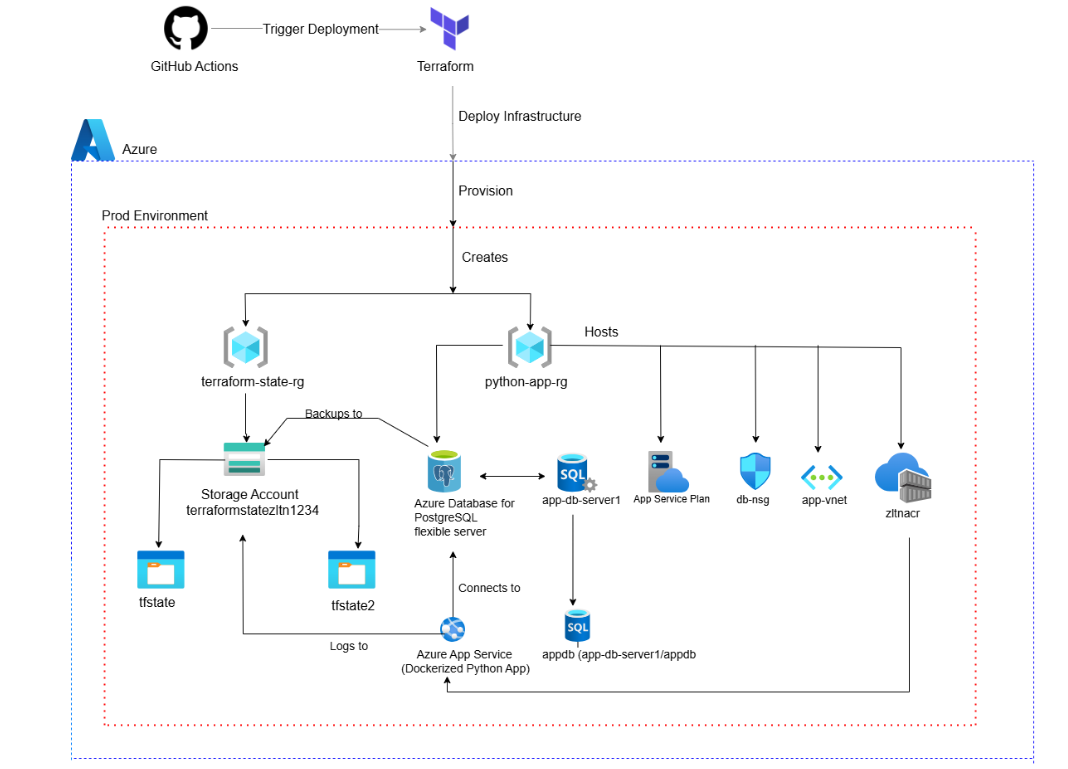 Trigger Deployment
GitHub Actions
Terraform
Deploy Infrastructure
Azure
Provision
Prod Environment
Creates
Hosts
terraform-state-rg
python-app-rg
Backups to
SQL
Storage Account
terraformstatezltn1234
Azure Database for
PostgreSQL
flexible server
app-db-server1
App Service Plan
db-nsg
app-vnet
zltnacr
tfstate
tfstate2
Connects to
SQL
Logs to
Azure App Service
(Dockerized Python App)
appdb (app-db-server1/appdb